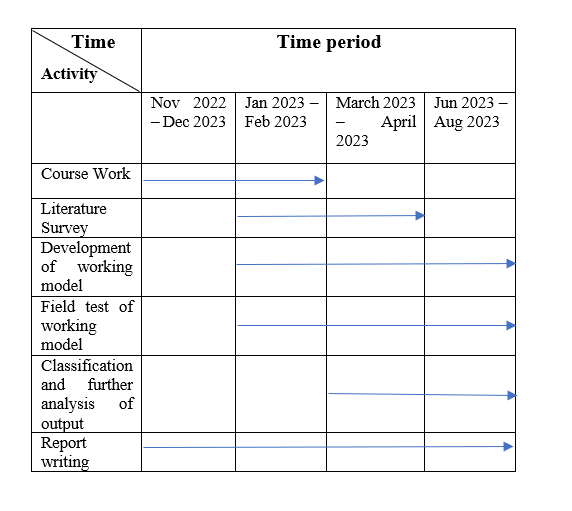 Time
Time period
Activity
Nov 2022
– Dec 2023
Jan 2023 –
Feb 2023
March 2023
– April
2023
Jun 2023 –
Aug 2023
Course Work
Literature
Survey
Development
of working
model
Field test of
working
model
Classification
and further
analysis of
output
Report
writing